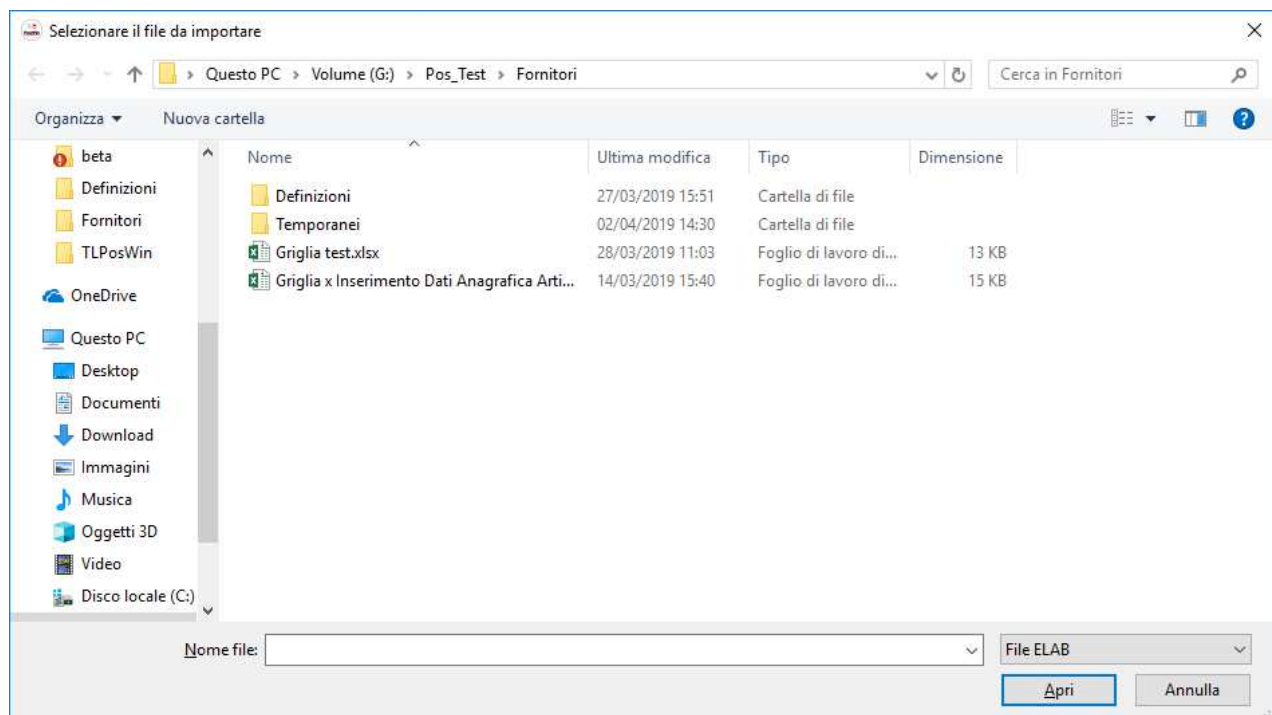 Selezionare il file da importare
Questo PC > Volume (G:) > Pos_Test > Fornitori
Cerca in Fornitori
Organizza
Nuova cartella
beta
Definizioni
Fornitori
TLPosWin
OneDrive
Questo PC
Desktop
Documenti
Download
Immagini
Musica
Oggetti 3D
Video
Disco locale (C:)
Nome Ultima modifica Tipo Dimensione
Definizioni 27/03/2019 15:51 Cartella di file
Temporanei 02/04/2019 14:30 Cartella di file
Griglia test.xlsx 28/03/2019 11:03 Foglio di lavoro di... 13 KB
Griglia x Inserimento Dati Anagrafica Arti... 14/03/2019 15:40 Foglio di lavoro di... 15 KB
Nome file:
File ELAB
Apri
Annulla